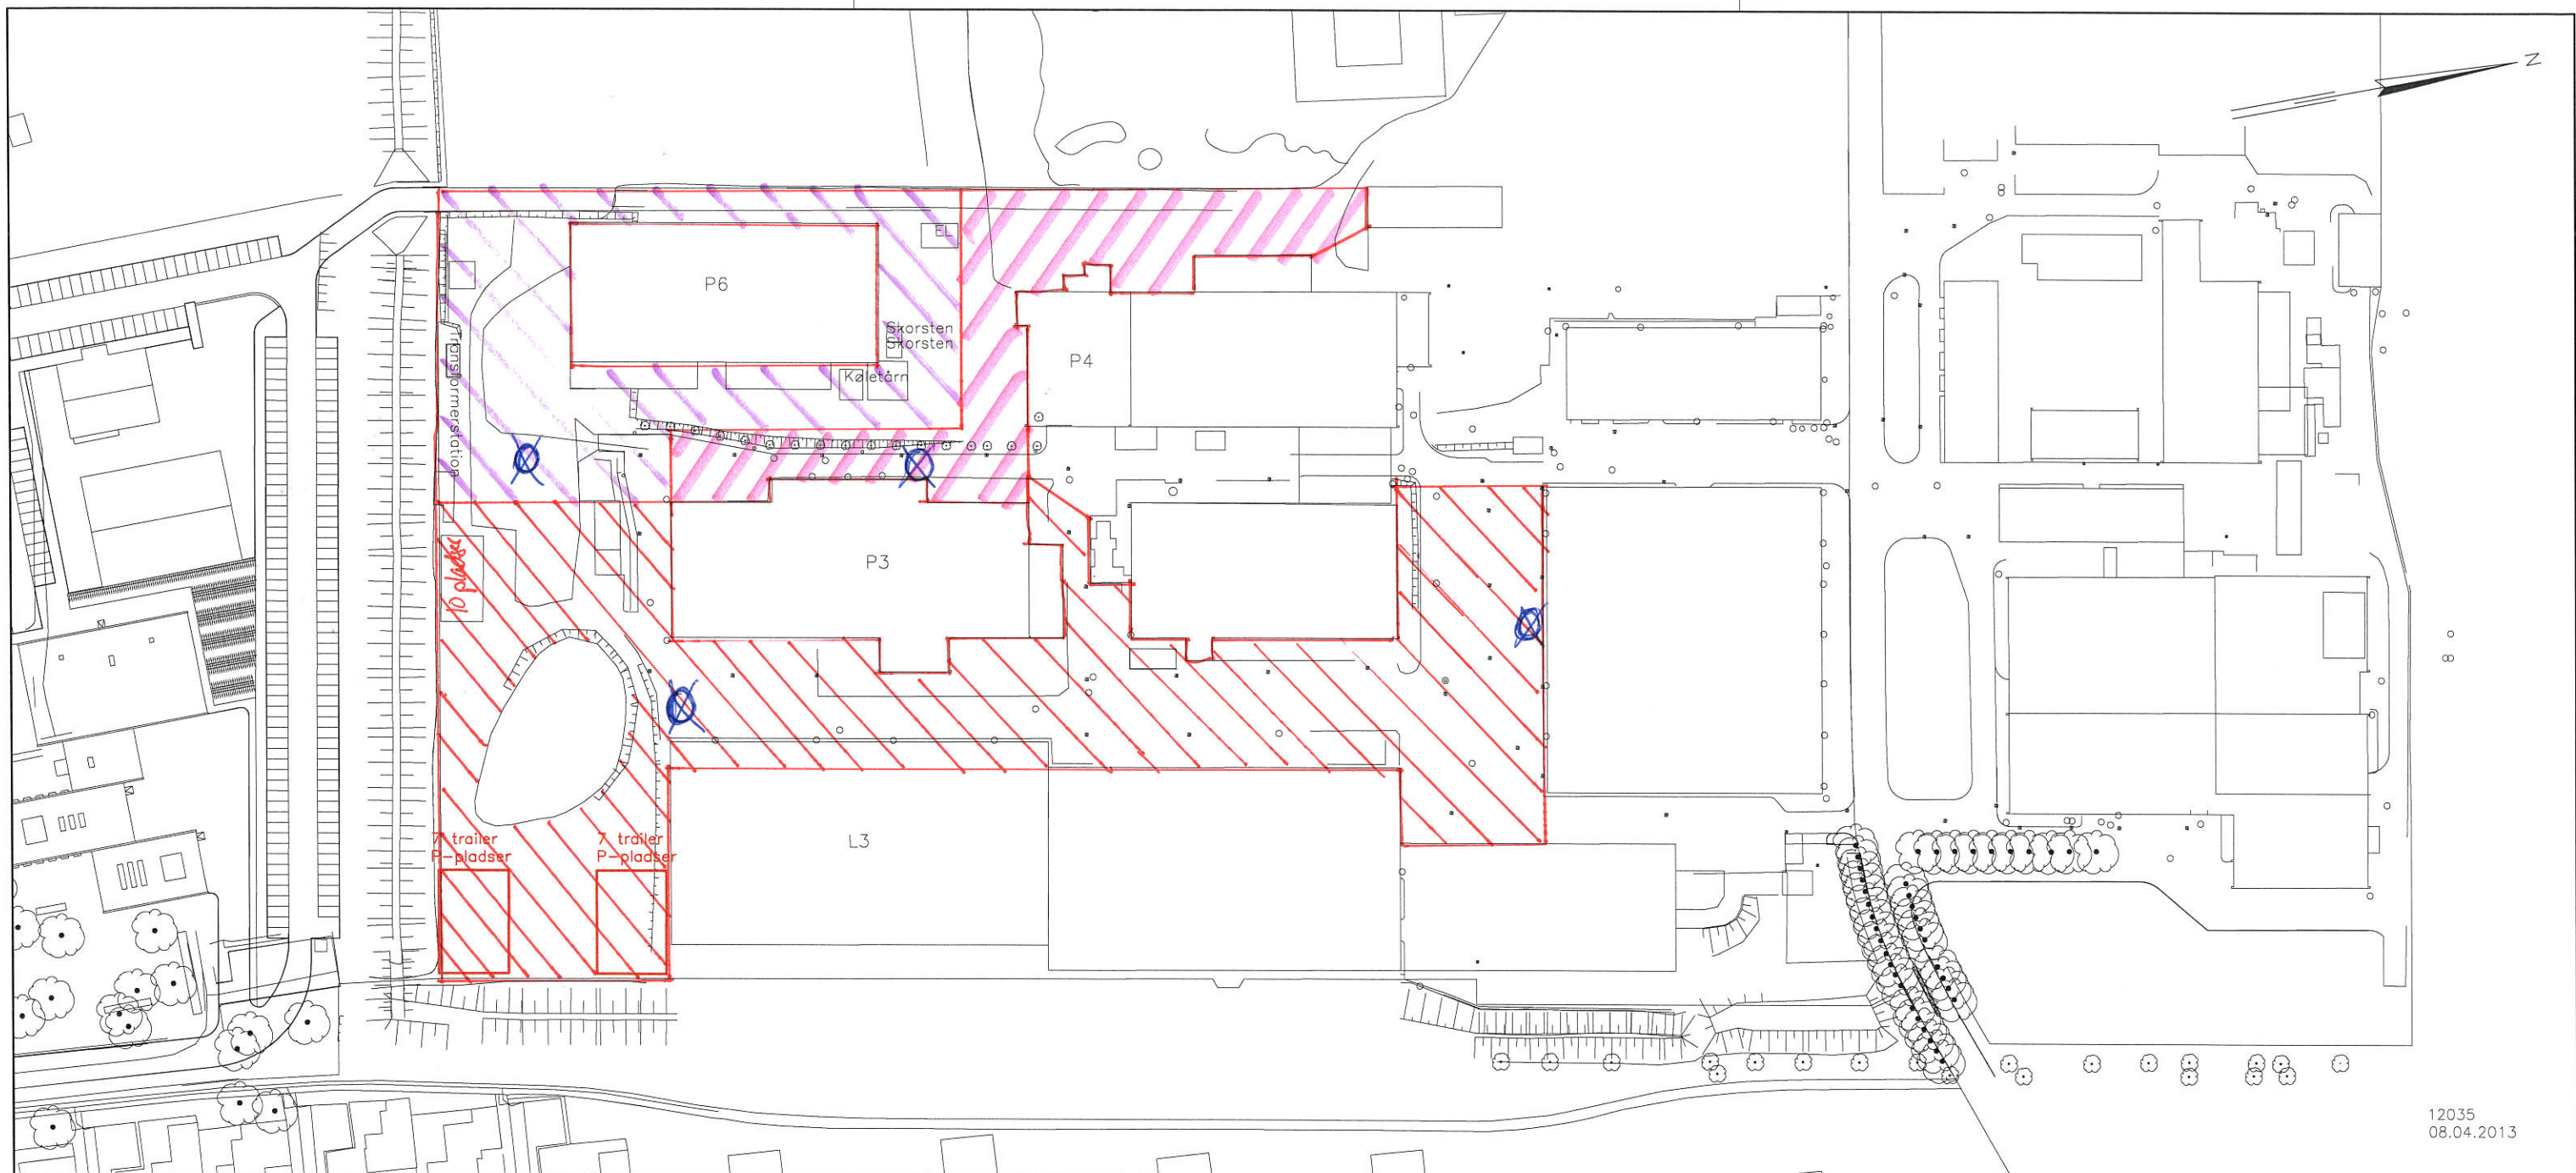 N
EL
P6
Skorsten
Skorsten
Køletårn
P4
Transformerstation
10 pladser
P3
7 trailer
P-pladser
7 trailer
P-pladser
L3
12035
08.04.2013